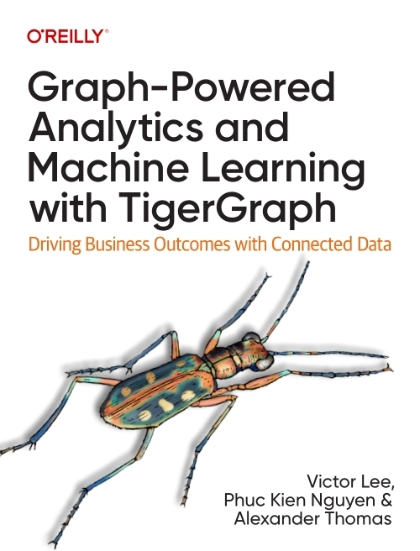 O'REILLY®
Graph-Powered
Analytics and
Machine Learning
with TigerGraph
Driving Business Outcomes with Connected Data
Victor Lee,
Phuc Kien Nguyen &
Alexander Thomas